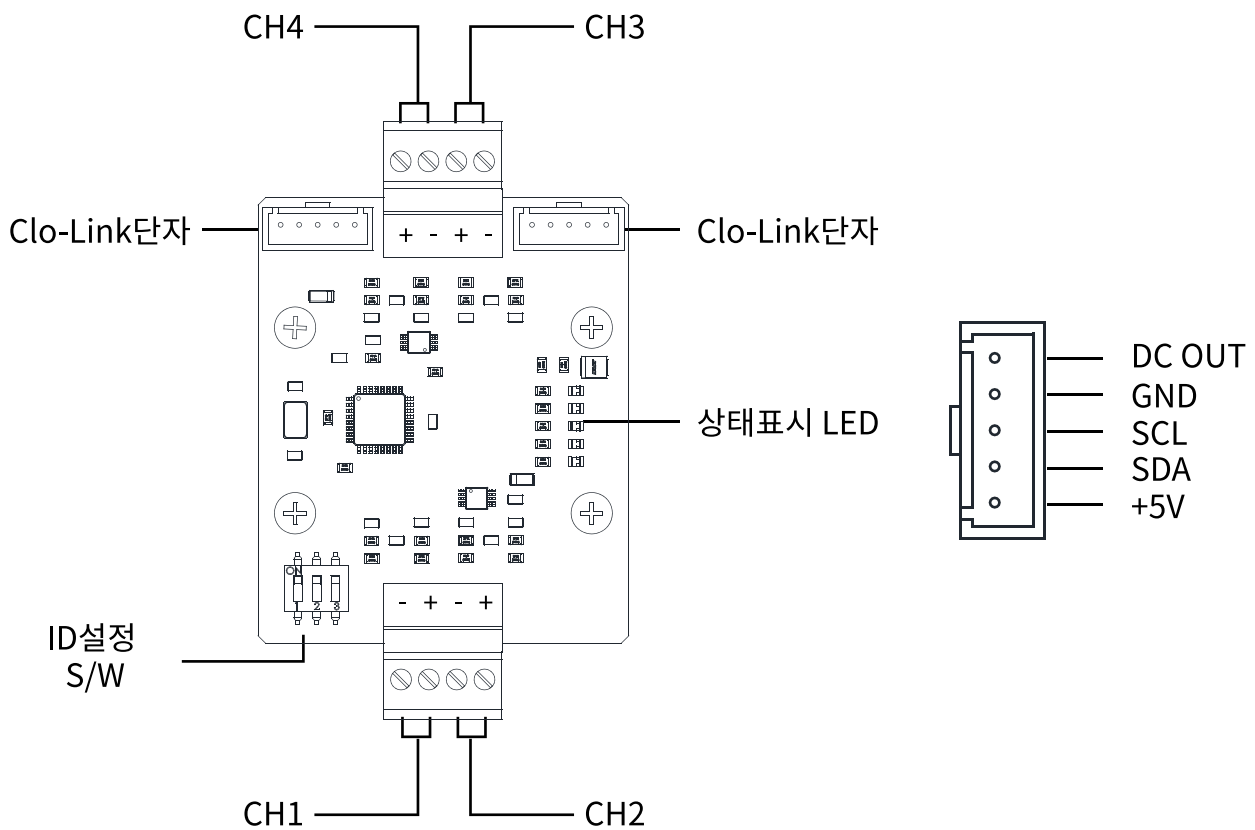 CH4
CH3
Clo-Link단자
+ - + -
Clo-Link단자
DC OUT
GND
SCL
SDA
+5V
상태표시 LED
ON
1 2 3
- + - +
ID설정
S/W
CH1
CH2